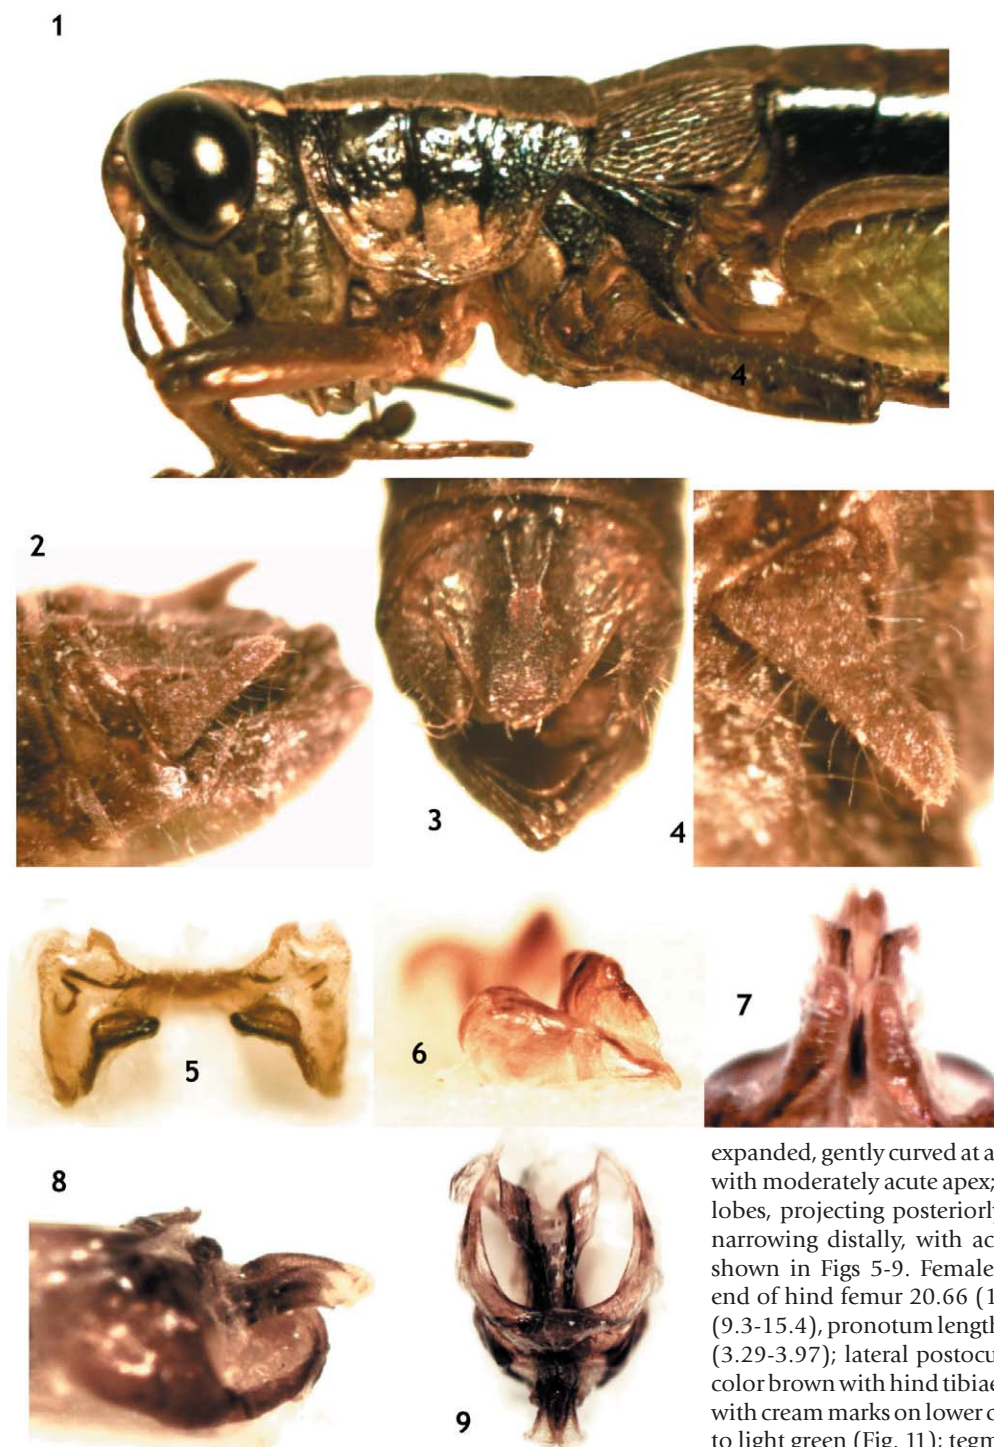 1
4
2
3
4
5
6
7
8
9
expanded, gently curved at a
with moderately acute apex;
lobes, projecting posteriorly
narrowing distally, with ac
shown in Figs 5-9. Female
end of hind femur 20.66 (1
(9.3-15.4), pronotum length
(3.29-3.97); lateral postocu
color brown with hind tibiae
with cream marks on lower c
to light green (Fig. 11); tegm